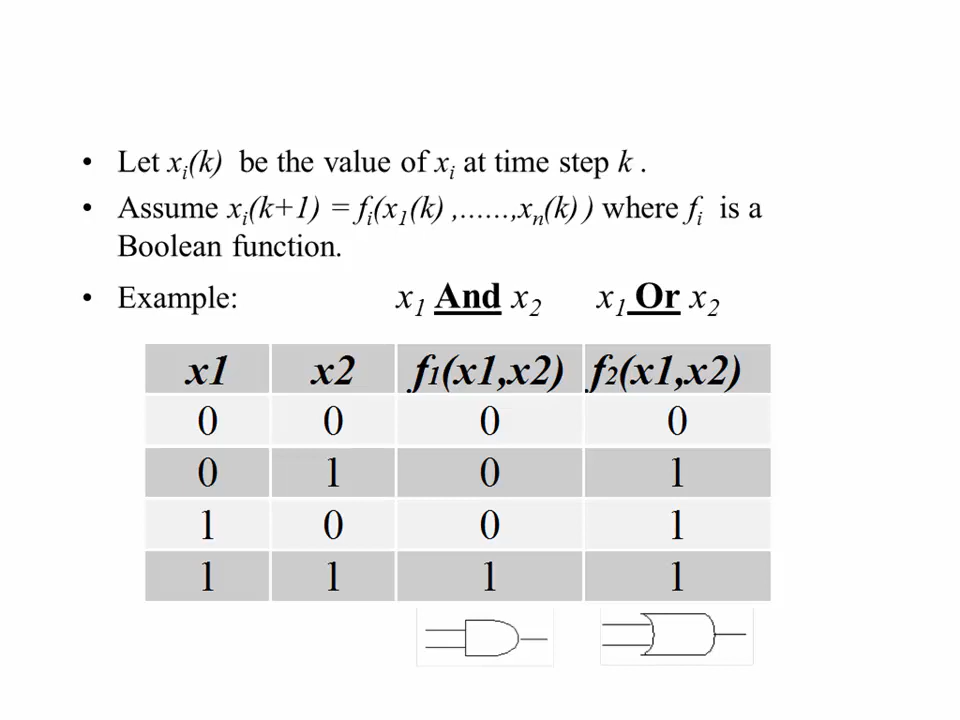 • Let xᵢ(k) be the value of xᵢ at time step k .
• Assume xᵢ(k+1) = fᵢ(x₁(k) ,......,xₙ(k) ) where fᵢ is a
Boolean function.
• Example: x₁ And x₂ x₁ Or x₂
x1 x2 f₁(x1,x2) f₂(x1,x2)
0 0 0 0
0 1 0 1
1 0 0 1
1 1 1 1